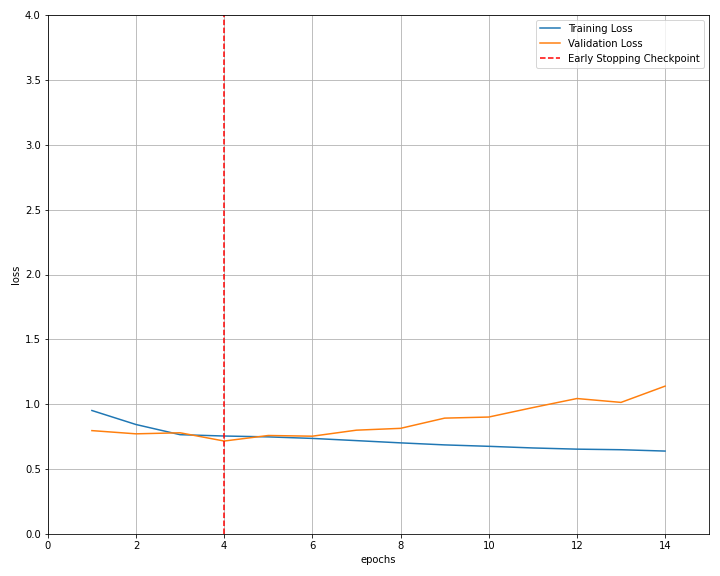 4.0
3.5
3.0
2.5
2.0
1.5
1.0
0.5
0.0
loss
0 2 4 6 8 10 12 14
epochs
Training Loss
Validation Loss
Early Stopping Checkpoint